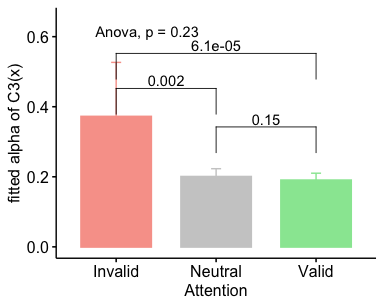 Anova, p = 0.23
6.1e-05
0.002
0.15
fitted alpha of C3(x)
0.6
0.4
0.2
0.0
Invalid Neutral Valid
Attention